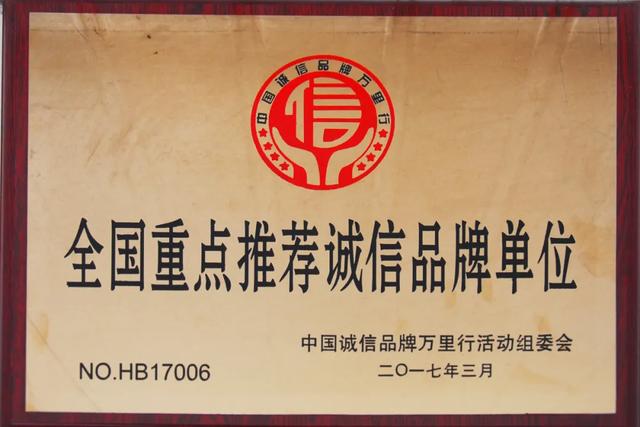 中国诚信品牌万里行
信
全国重点推荐诚信品牌单位
中国诚信品牌万里行活动组委会
NO.HB17006
二〇一七年三月